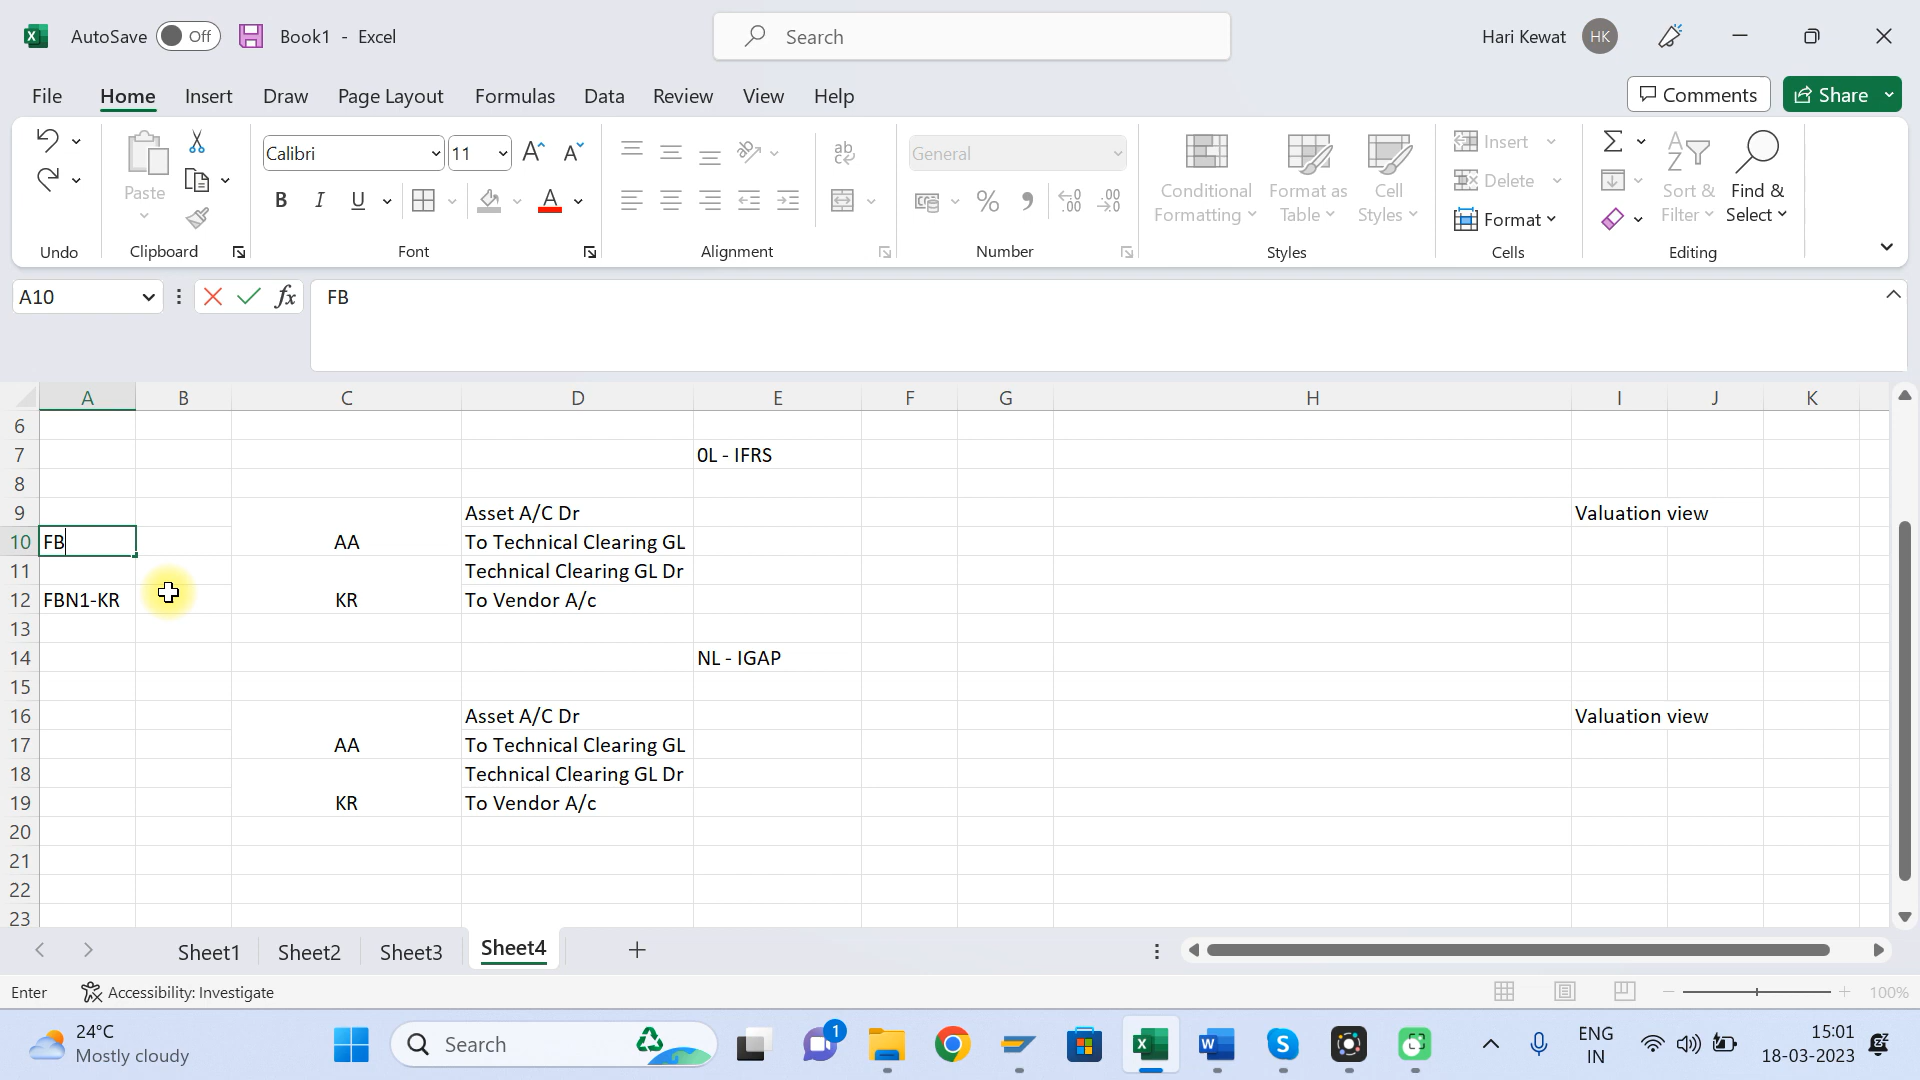 AutoSave Off Book1 - Excel Search Hari Kewat HK
File Home Insert Draw Page Layout Formulas Data Review View Help Comments Share
Calibri 11 General Insert
Paste Conditional Format as Cell Delete Sort & Find &
B I U Formatting Table Styles Format Filter Select
Undo Clipboard Font Alignment Number Styles Cells Editing
A10 fx FB
A B C D E F G H I J K
6
7 0L - IFRS
8
9 Asset A/C Dr Valuation view
10 FB AA To Technical Clearing GL
11 Technical Clearing GL Dr
12 FBN1-KR KR To Vendor A/c
13
14 NL - IGAP
15
16 Asset A/C Dr Valuation view
17 AA To Technical Clearing GL
18 Technical Clearing GL Dr
19 KR To Vendor A/c
20
21
22
23
Sheet1 Sheet2 Sheet3 Sheet4
Enter Accessibility: Investigate 100%
24°C
Mostly cloudy
Search
1
ENG
IN
15:01
18-03-2023